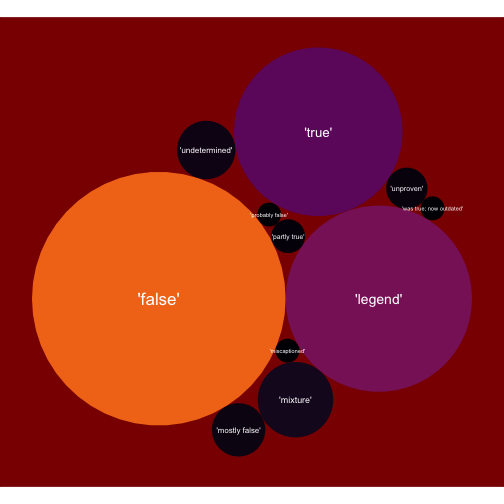 'true'
'undetermined'
'unproven'
'was true; now outdated'
'probably false'
'partly true'
'false'
'legend'
'miscaptioned'
'mixture'
'mostly false'